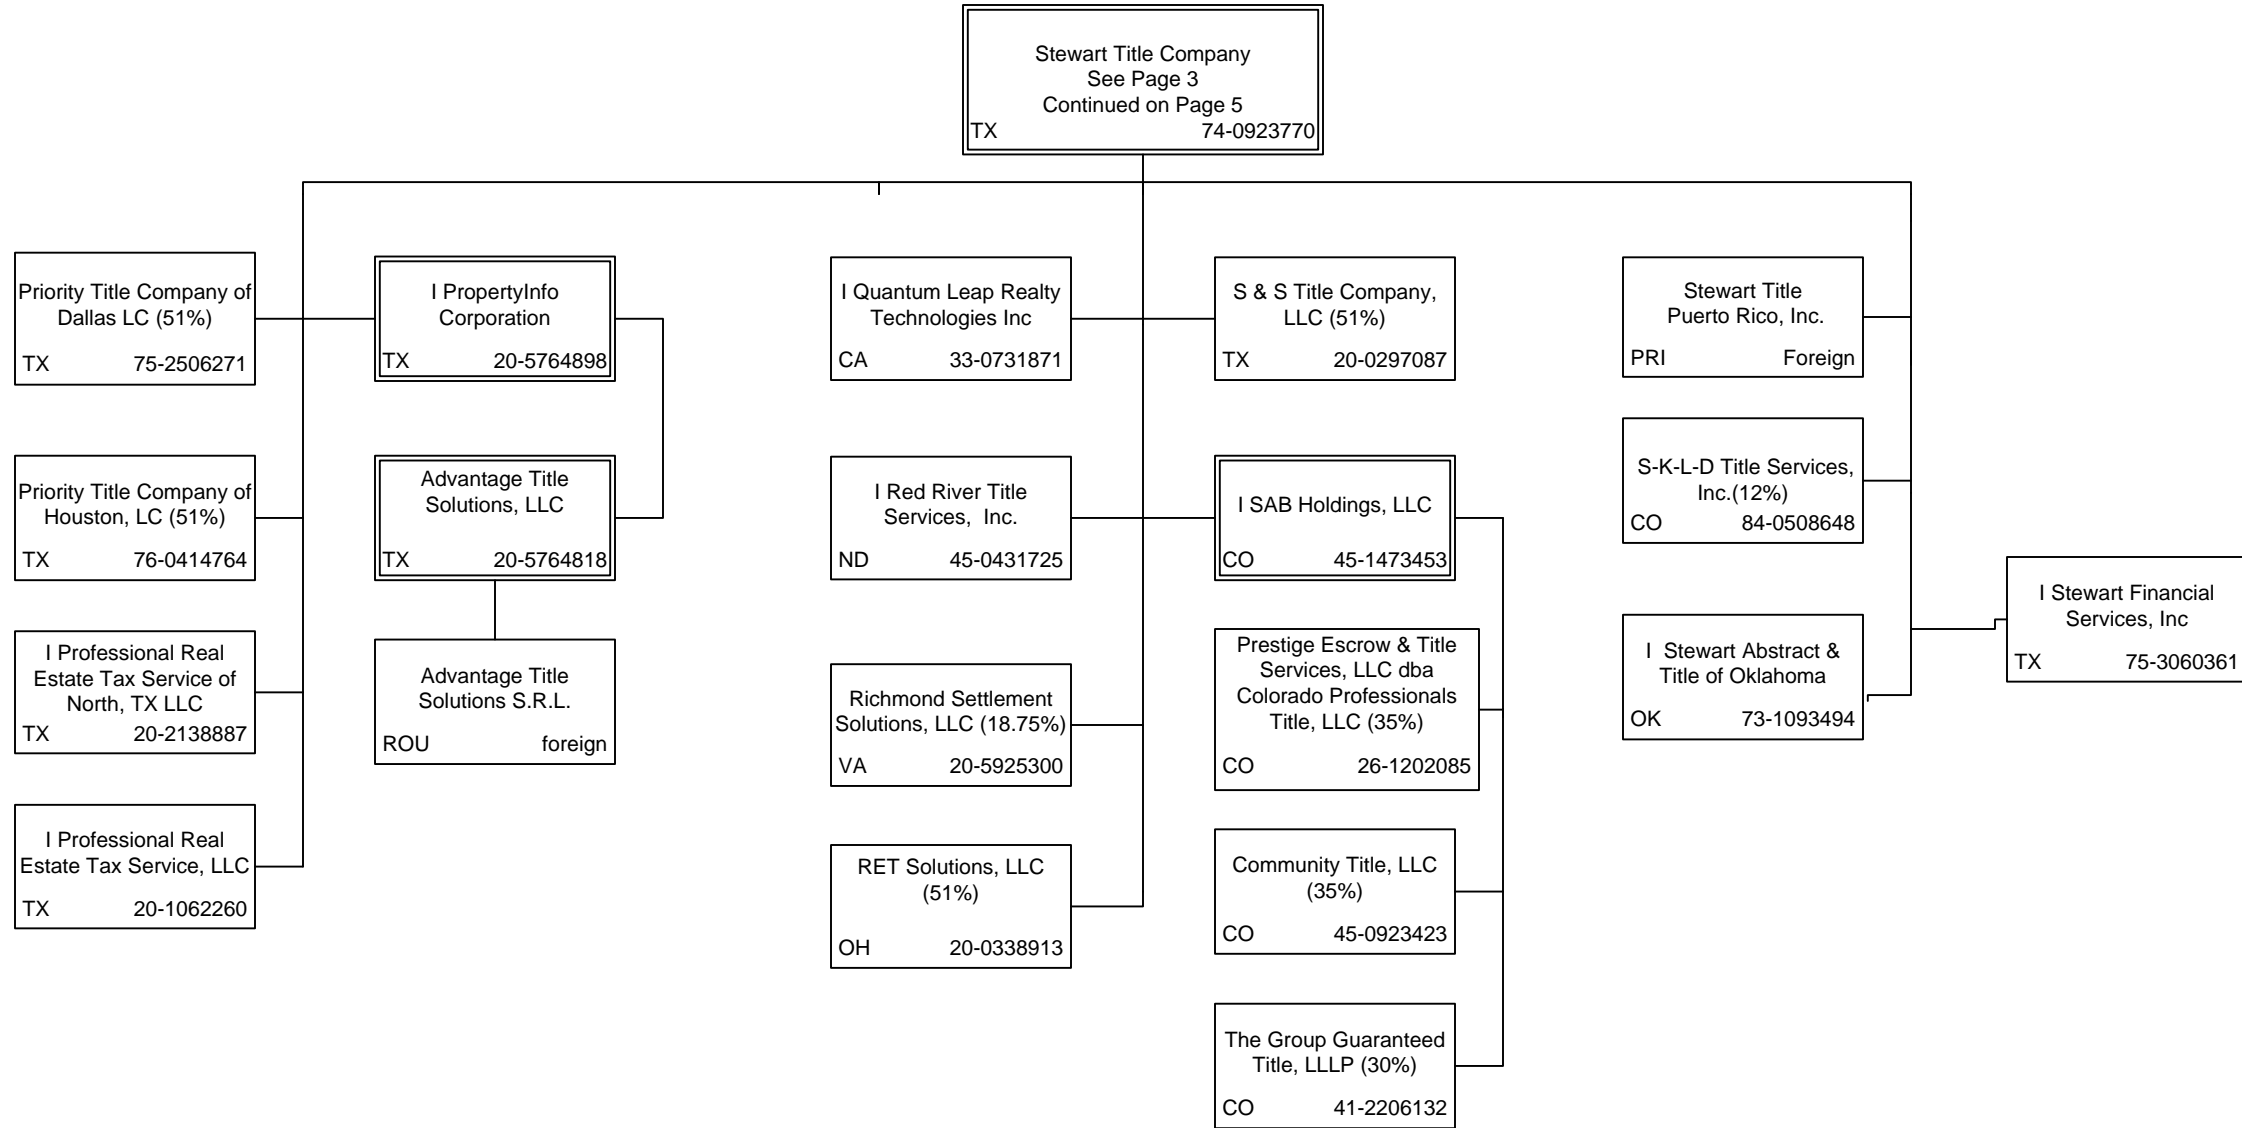 Stewart Title Company
See Page 3
Continued on Page 5
TX 74-0923770
Priority Title Company of
Dallas LC (51%)
TX 75-2506271
I PropertyInfo
Corporation
TX 20-5764898
I Quantum Leap Realty
Technologies Inc
CA 33-0731871
S & S Title Company,
LLC (51%)
TX 20-0297087
Stewart Title
Puerto Rico, Inc.
PRI Foreign
Priority Title Company of
Houston, LC (51%)
TX 76-0414764
Advantage Title
Solutions, LLC
TX 20-5764818
I Red River Title
Services, Inc.
ND 45-0431725
I SAB Holdings, LLC
CO 45-1473453
S-K-L-D Title Services,
Inc.(12%)
CO 84-0508648
I Stewart Financial
Services, Inc
TX 75-3060361
I Professional Real
Estate Tax Service of
North, TX LLC
TX 20-2138887
Advantage Title
Solutions S.R.L.
ROU foreign
Richmond Settlement
Solutions, LLC (18.75%)
VA 20-5925300
Prestige Escrow & Title
Services, LLC dba
Colorado Professionals
Title, LLC (35%)
CO 26-1202085
I Stewart Abstract &
Title of Oklahoma
OK 73-1093494
I Professional Real
Estate Tax Service, LLC
TX 20-1062260
RET Solutions, LLC
(51%)
OH 20-0338913
Community Title, LLC
(35%)
CO 45-0923423
The Group Guaranteed
Title, LLLP (30%)
CO 41-2206132